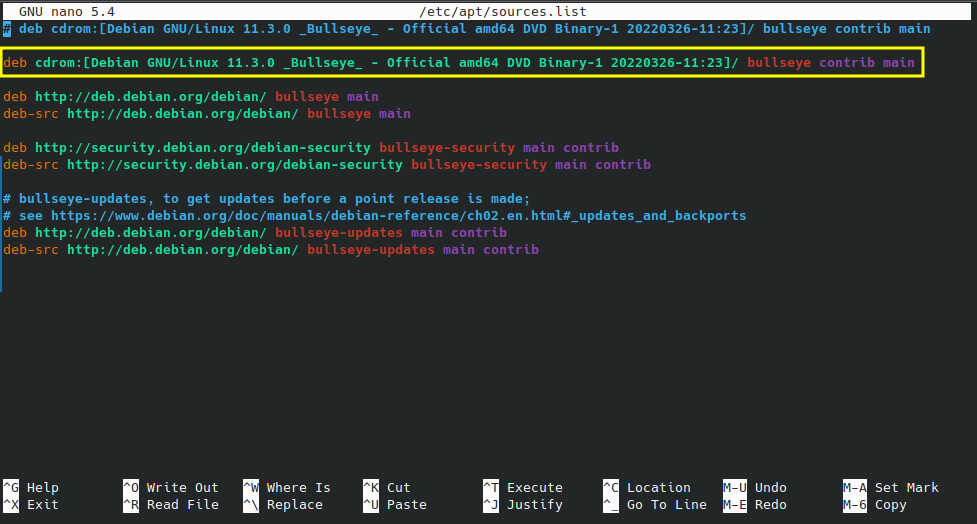 GNU nano 5.4 /etc/apt/sources.list
# deb cdrom:[Debian GNU/Linux 11.3.0 _Bullseye_ - Official amd64 DVD Binary-1 20220326-11:23]/ bullseye contrib main
deb cdrom:[Debian GNU/Linux 11.3.0 _Bullseye_ - Official amd64 DVD Binary-1 20220326-11:23]/ bullseye contrib main
deb http://deb.debian.org/debian/ bullseye main
deb-src http://deb.debian.org/debian/ bullseye main
deb http://security.debian.org/debian-security bullseye-security main contrib
deb-src http://security.debian.org/debian-security bullseye-security main contrib
# bullseye-updates, to get updates before a point release is made;
# see https://www.debian.org/doc/manuals/debian-reference/ch02.en.html#_updates_and_backports
deb http://deb.debian.org/debian/ bullseye-updates main contrib
deb-src http://deb.debian.org/debian/ bullseye-updates main contrib
^G Help ^O Write Out ^W Where Is ^K Cut ^T Execute ^C Location M-U Undo M-A Set Mark
^X Exit ^R Read File ^\ Replace ^U Paste ^J Justify ^_ Go To Line M-E Redo M-6 Copy